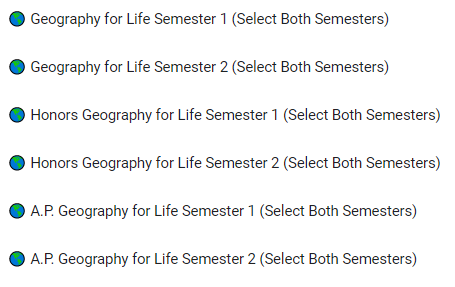 Geography for Life Semester 1 (Select Both Semesters)
Geography for Life Semester 2 (Select Both Semesters)
Honors Geography for Life Semester 1 (Select Both Semesters)
Honors Geography for Life Semester 2 (Select Both Semesters)
A.P. Geography for Life Semester 1 (Select Both Semesters)
A.P. Geography for Life Semester 2 (Select Both Semesters)